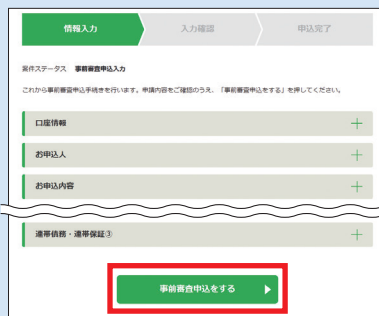 情報入力
入力確認
申込完了
案件ステータス 事前審査申込入力
これから事前審査申込手続きを行います。申請内容をご確認のうえ、「事前審査申込をする」を押してください。
口座情報
お申込人
お申込内容
連帯債務・連帯保証③
事前審査申込をする